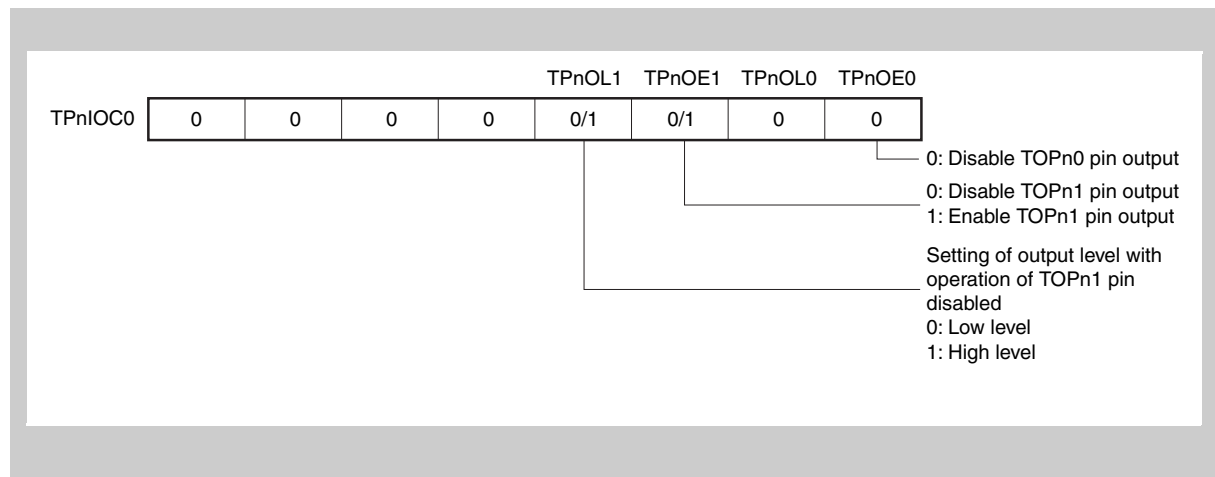 TPnOL1 TPnOE1 TPnOL0 TPnOE0
TPnIOC0 0 0 0 0 0/1 0/1 0 0
0: Disable TOPn0 pin output
0: Disable TOPn1 pin output
1: Enable TOPn1 pin output
Setting of output level with
operation of TOPn1 pin
disabled
0: Low level
1: High level